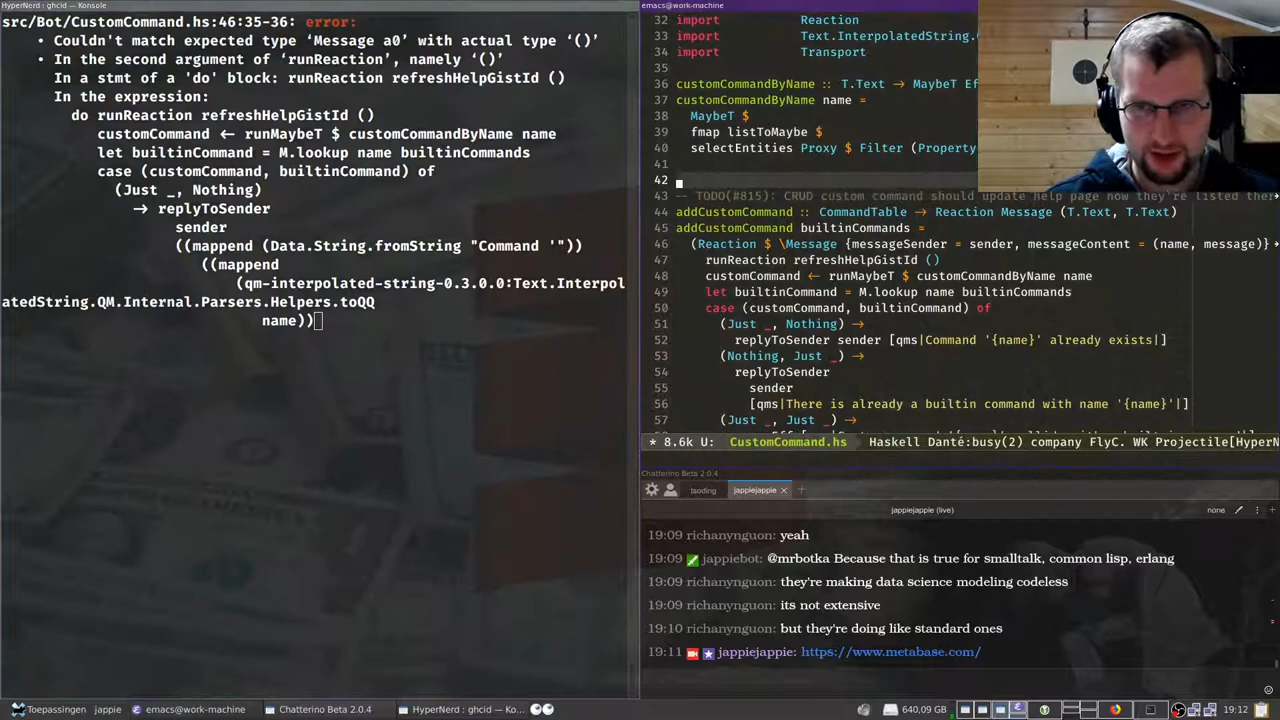 HyperNerd : ghcid — Konsole
src/Bot/CustomCommand.hs:46:35-36: error:
• Couldn't match expected type ‘Message a0’ with actual type ‘()’
• In the second argument of ‘runReaction’, namely ‘()’
In a stmt of a 'do' block: runReaction refreshHelpGistId ()
In the expression:
do runReaction refreshHelpGistId ()
customCommand ← runMaybeT $ customCommandByName name
let builtinCommand = M.lookup name builtinCommands
case (customCommand, builtinCommand) of
(Just _, Nothing)
→ replyToSender
sender
((mappend (Data.String.fromString "Command '"))
((mappend
(qm-interpolated-string-0.3.0.0:Text.Interpol
atedString.QM.Internal.Parsers.Helpers.toQQ
name))
emacs@work-machine
32 import Reaction
33 import Text.InterpolatedString.
34 import Transport
35
36 customCommandByName :: T.Text → MaybeT Ef
37 customCommandByName name =
38 MaybeT $
39 fmap listToMaybe $
40 selectEntities Proxy $ Filter (Property
41
42
43 -- TODO(#815): CRUD custom command should update help page now they're listed ther
44 addCustomCommand :: CommandTable → Reaction Message (T.Text, T.Text)
45 addCustomCommand builtinCommands =
46 (Reaction $ \Message {messageSender = sender, messageContent = (name, message)}
47 runReaction refreshHelpGistId ()
48 customCommand ← runMaybeT $ customCommandByName name
49 let builtinCommand = M.lookup name builtinCommands
50 case (customCommand, builtinCommand) of
51 (Just _, Nothing) →
52 replyToSender sender [qms|Command '{name}' already exists|]
53 (Nothing, Just _) →
54 replyToSender
55 sender
56 [qms|There is already a builtin command with name '{name}'|]
57 (Just _, Just _) →
* 8.6k U: CustomCommand.hs Haskell Danté:busy(2) company FlyC. WK Projectile[HyperN
Chatterino Beta 2.0.4
taoding jappiejappie
jappiejappie (live) none
19:09 richanynguon: yeah
19:09 jappiebot: @mrbotka Because that is true for smalltalk, common lisp, erlang
19:09 richanynguon: they're making data science modeling codeless
19:09 richanynguon: its not extensive
19:10 richanynguon: but they're doing like standard ones
19:11 jappiejappie: https://www.metabase.com/
Toepassingen jappie emacs@work-machine Chatterino Beta 2.0.4 HyperNerd : ghcid — Ko... 640,09 GB 19:12